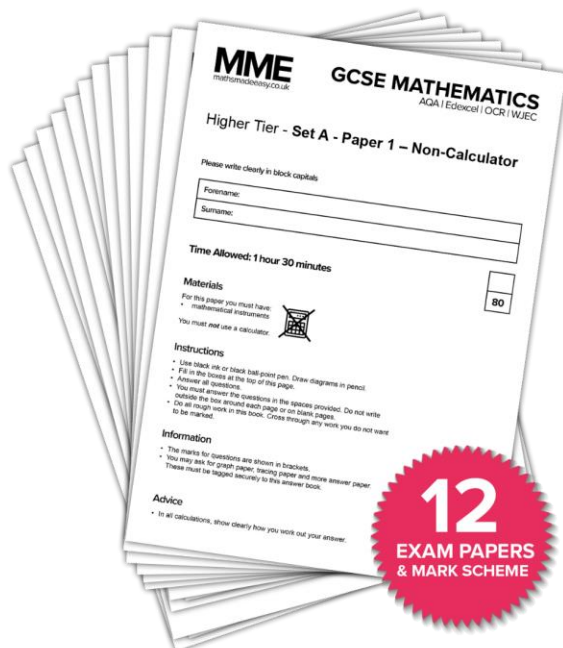 MME
mathsmadeeasy.co.uk
GCSE MATHEMATICS
AQA I Edexcel I OCR I WJEC
Higher Tier - Set A - Paper 1 – Non-Calculator
Please write clearly in block capitals
Forename:
Surname:
Time Allowed: 1 hour 30 minutes
80
Materials
For this paper you must have:
• mathematical instruments
You must not use a calculator.
Instructions
• Use black ink or black ball-point pen. Draw diagrams in pencil.
• Fill in the boxes at the top of this page.
• Answer all questions.
• You must answer the questions in the spaces provided. Do not write
outside the box around each page or on blank pages.
• Do all rough work in this book. Cross through any work you do not want
to be marked.
Information
• The marks for questions are shown in brackets.
• You may ask for graph paper, tracing paper and more answer paper.
These must be tagged securely to this answer book.
Advice
• In all calculations, show clearly how you work out your answer.
12
EXAM PAPERS
& MARK SCHEME